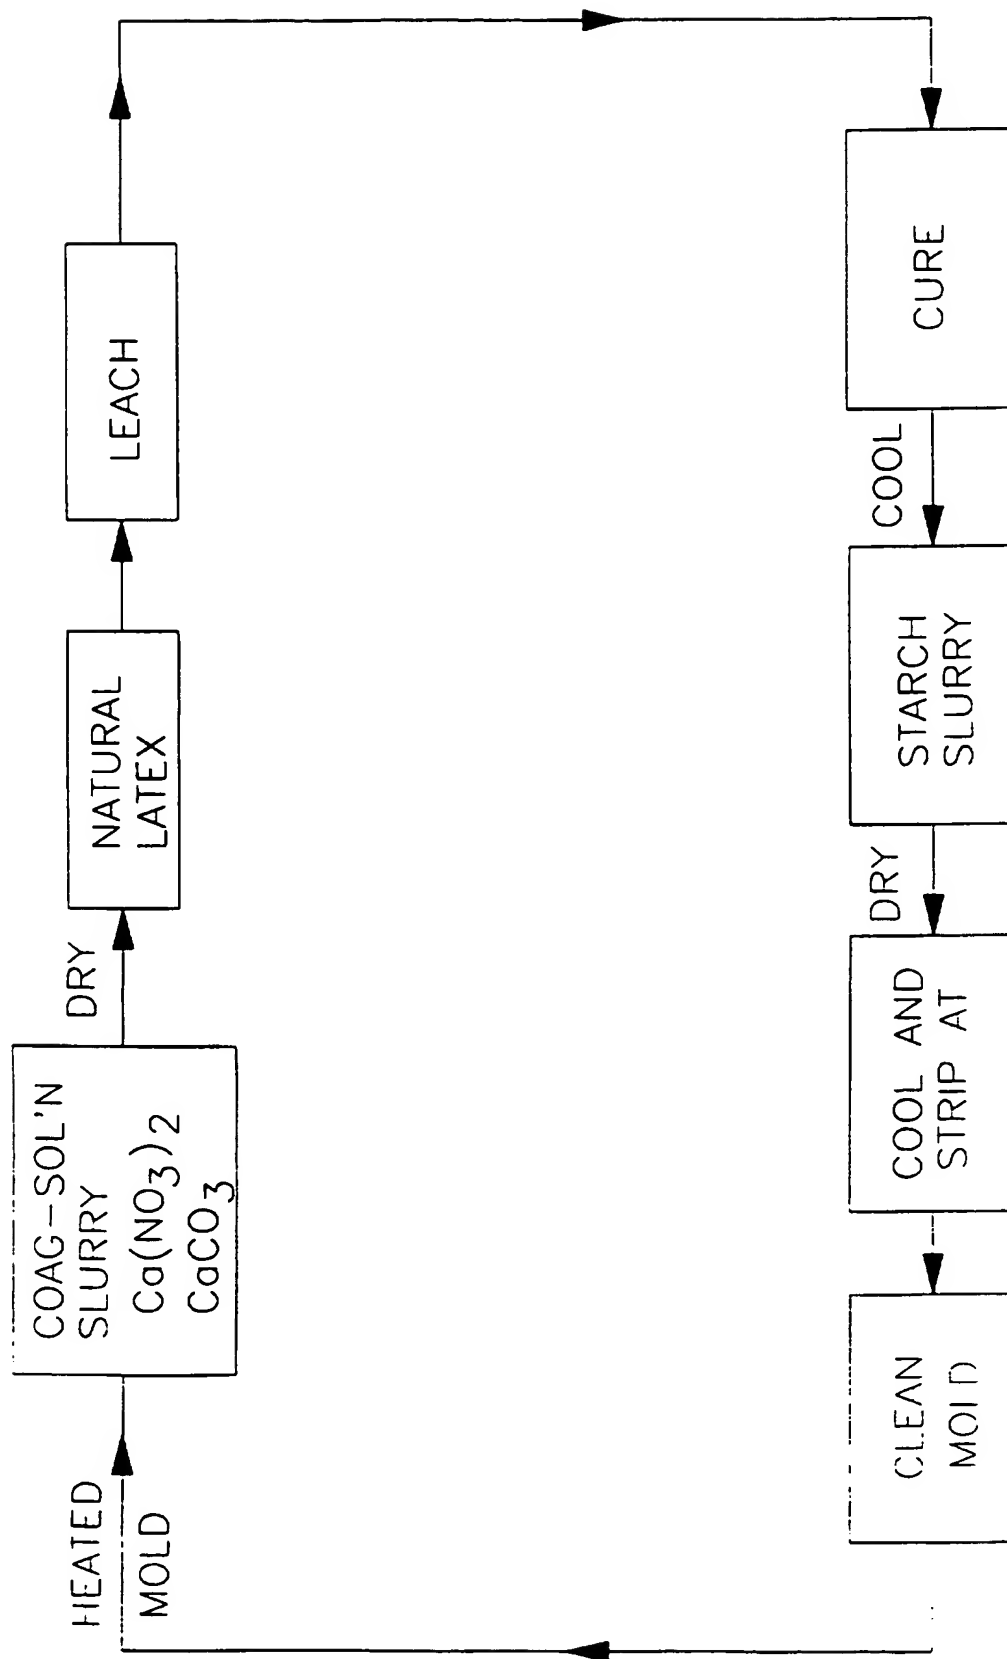 HEATED
MOLD
COAG-SOL'N
SLURRY
Ca(NO₃)₂
CaCO₃
DRY
NATURAL
LATEX
LEACH
CURE
COOL
STARCH
SLURRY
DRY
COOL AND
STRIP AT
CLEAN
MOLD